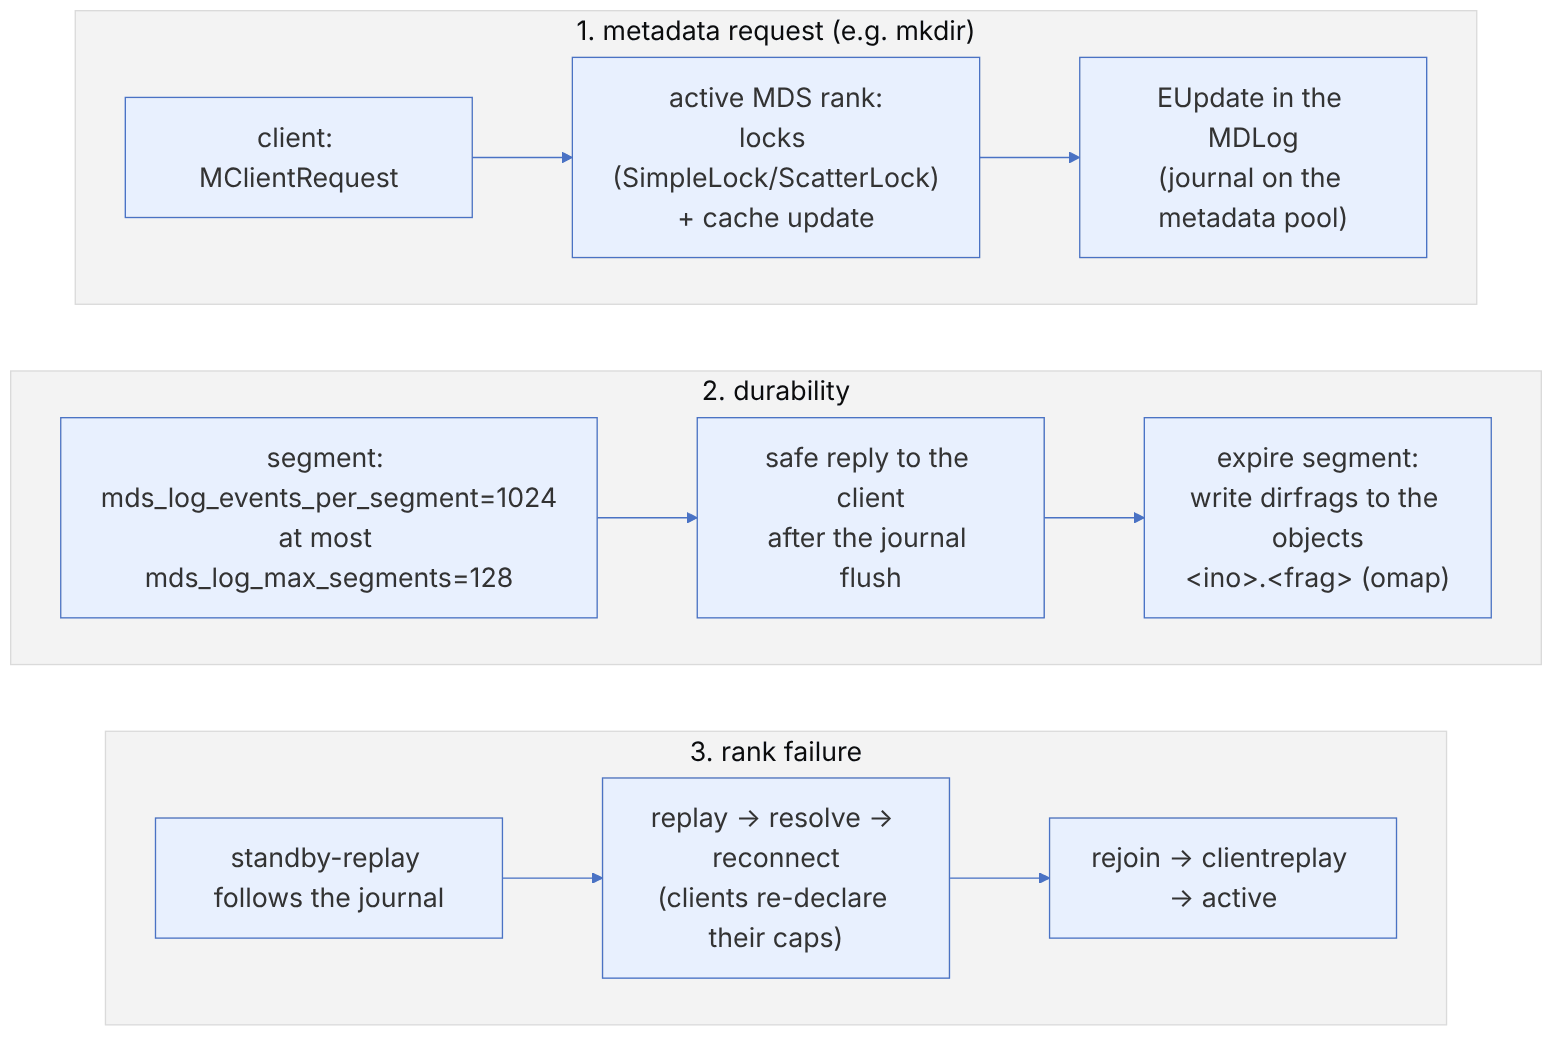 1. metadata request (e.g. mkdir)
client:
MClientRequest
active MDS rank:
locks
(SimpleLock/ScatterLock)
+ cache update
EUpdate in the
MDLog
(journal on the
metadata pool)
2. durability
segment:
mds_log_events_per_segment=1024
at most
mds_log_max_segments=128
safe reply to the
client
after the journal
flush
expire segment:
write dirfrags to the
objects
<ino>.<frag> (omap)
3. rank failure
standby-replay
follows the journal
replay → resolve →
reconnect
(clients re-declare
their caps)
rejoin → clientreplay
→ active